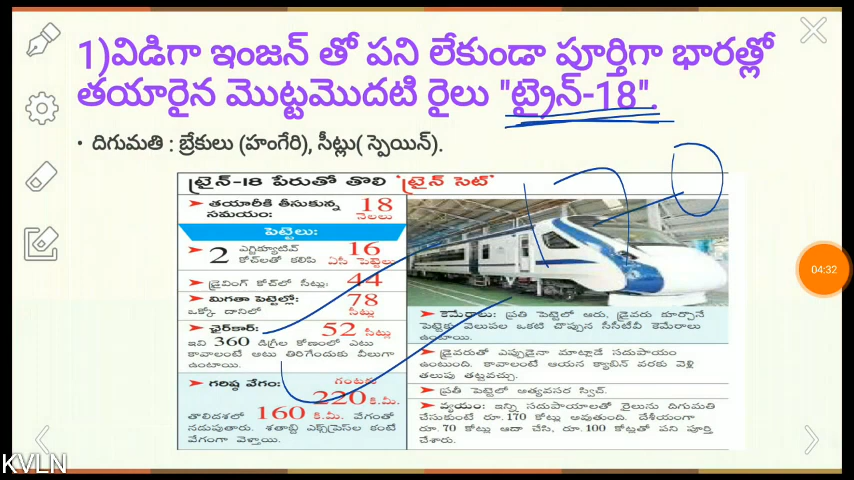 1)విడిగా ఇంజన్ తో పని లేకుండా పూర్తిగా భారత్లో
తయారైన మొట్టమొదటి రైలు "ట్రైన్-18".
• దిగుమతి : బ్రేకులు (హంగేరి), సీట్లు( స్పెయిన్).
ట్రైన్-18 పేరుతో తొలి 'ట్రైన్ సెట్'
తయారీకి తీసుకున్న సమయం: 18 నెలలు
పెట్టెలు:
2 ఎగ్జిక్యూటివ్ కోచ్‌లతో కలిపి 16 ఏసీ పెట్టెలు
డ్రైవింగ్ కోచ్‌లో సీట్లు: 44
మిగతా పెట్టెల్లో: ఒక్కో దానిలో 78 సీట్లు
ఛైర్‌కార్: 52 సీట్లు
ఇవి 360 డిగ్రీల కోణంలో ఎటు
కావాలంటే అటు తిరిగేందుకు వీలుగా
ఉంటాయి.
గరిష్ఠ వేగం: గంటకు 220 కి.మీ.
తొలిదశలో 160 కి.మీ. వేగంతో
నడుపుతారు. శతాబ్ది ఎక్స్‌ప్రెస్‌ల కంటే
వేగంగా వెళ్తాయి.
కెమేరాలు: ప్రతి పెట్టెలో ఆరు, డ్రైవరు కూర్చొనే
పెట్టెకు వెలుపల ఒకటి చొప్పున సీసీటీవీ కెమేరాలు
ఉంటాయి.
డ్రైవరుతో ఎప్పుడైనా మాట్లాడే సదుపాయం
ఉంటుంది. కావాలంటే ఆయన క్యాబిన్ వరకు వెళ్లి
తలుపు తట్టవచ్చు.
ప్రతీ పెట్టెలో అత్యవసర స్విచ్.
వ్యయం: ఇన్ని సదుపాయాలతో రైలును దిగుమతి
చేసుకుంటే రూ.170 కోట్లు అవుతుంది. దేశీయంగా
రూ.70 కోట్లు ఆదా చేసి, రూ.100 కోట్లతో పని పూర్తి
చేశారు.
04:32
KVLN